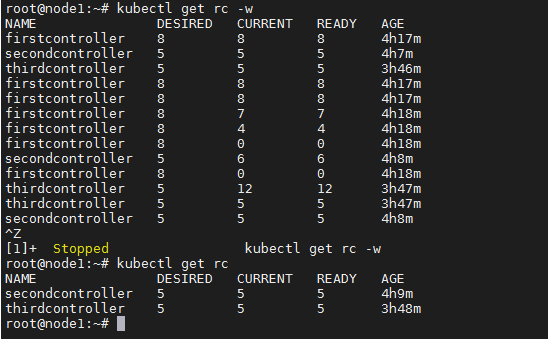 root@node1:~# kubectl get rc -w
NAME DESIRED CURRENT READY AGE
firstcontroller 8 8 8 4h17m
secondcontroller 5 5 5 4h7m
thirdcontroller 5 5 5 3h46m
firstcontroller 8 8 8 4h17m
firstcontroller 8 8 8 4h17m
firstcontroller 8 7 7 4h18m
firstcontroller 8 4 4 4h18m
firstcontroller 8 0 0 4h18m
secondcontroller 5 6 6 4h8m
firstcontroller 8 0 0 4h18m
thirdcontroller 5 12 12 3h47m
thirdcontroller 5 5 5 3h47m
secondcontroller 5 5 5 4h8m
^Z
[1]+ Stopped kubectl get rc -w
root@node1:~# kubectl get rc
NAME DESIRED CURRENT READY AGE
secondcontroller 5 5 5 4h9m
thirdcontroller 5 5 5 3h48m
root@node1:~#